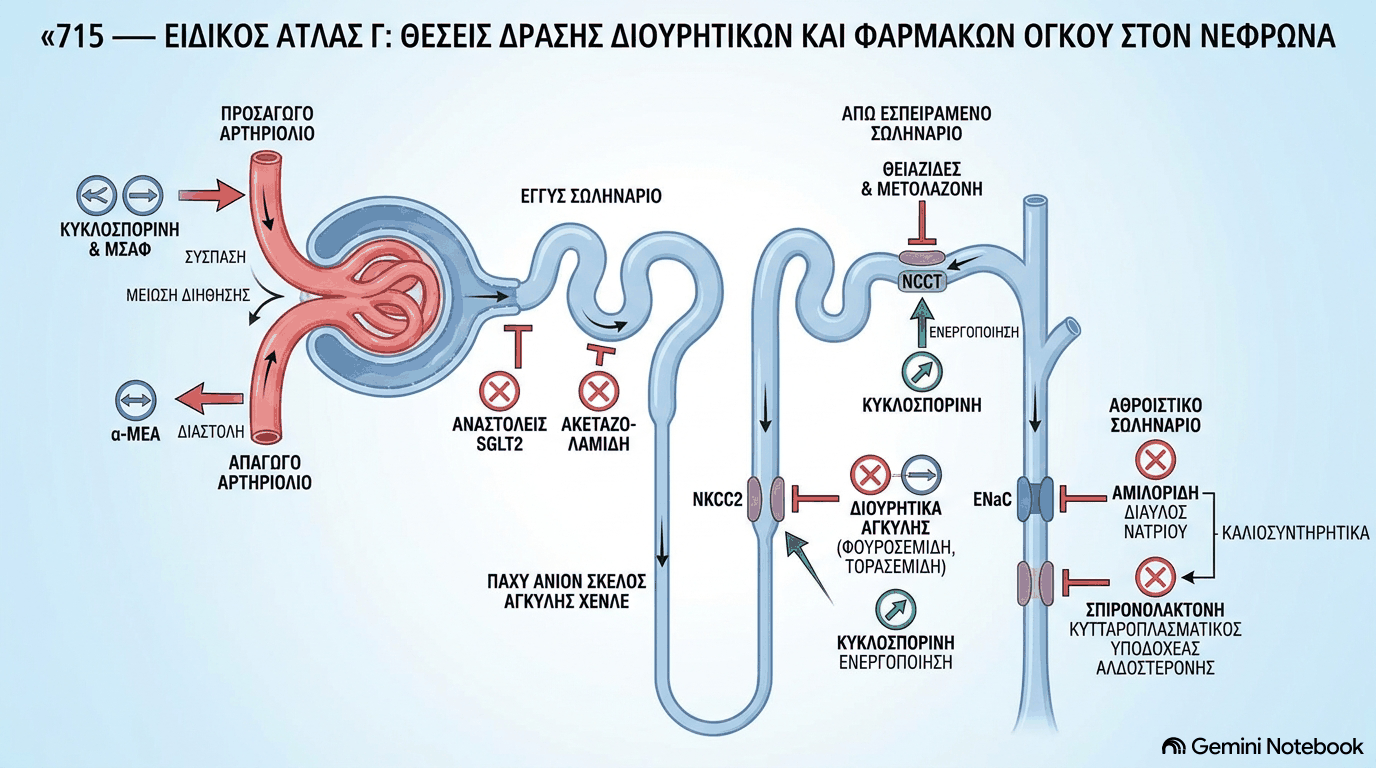 «715 — ΕΙΔΙΚΟΣ ΑΤΛΑΣ Γ: ΘΕΣΕΙΣ ΔΡΑΣΗΣ ΔΙΟΥΡΗΤΙΚΩΝ ΚΑΙ ΦΑΡΜΑΚΩΝ ΟΓΚΟΥ ΣΤΟΝ ΝΕΦΡΩΝΑ
ΠΡΟΣΑΓΩΓΟ
ΑΡΤΗΡΙΟΛΙΟ
ΚΥΚΛΟΣΠΟΡΙΝΗ
& ΜΣΑΦ
ΣΥΣΠΑΣΗ
ΜΕΙΩΣΗ ΔΙΗΘΗΣΗΣ
α-ΜΕΑ
ΔΙΑΣΤΟΛΗ
ΑΠΑΓΩΓΟ
ΑΡΤΗΡΙΟΛΙΟ
ΕΓΓΥΣ ΣΩΛΗΝΑΡΙΟ
ΑΝΑΣΤΟΛΕΙΣ
SGLT2
ΑΚΕΤΑΖΟ-
ΛΑΜΙΔΗ
ΠΑΧΥ ΑΝΙΟΝ ΣΚΕΛΟΣ
ΑΓΚΥΛΗΣ ΧΕΝΛΕ
ΑΠΩ ΕΣΠΕΙΡΑΜΕΝΟ
ΣΩΛΗΝΑΡΙΟ
ΘΕΙΑΖΙΔΕΣ
& ΜΕΤΟΛΑΖΟΝΗ
NCCT
ΕΝΕΡΓΟΠΟΙΗΣΗ
ΚΥΚΛΟΣΠΟΡΙΝΗ
NKCC2
ΔΙΟΥΡΗΤΙΚΑ
ΑΓΚΥΛΗΣ
(ΦΟΥΡΟΣΕΜΙΔΗ,
ΤΟΡΑΣΕΜΙΔΗ)
ΚΥΚΛΟΣΠΟΡΙΝΗ
ΕΝΕΡΓΟΠΟΙΗΣΗ
ΑΘΡΟΙΣΤΙΚΟ
ΣΩΛΗΝΑΡΙΟ
ENaC
ΑΜΙΛΟΡΙΔΗ
ΔΙΑΥΛΟΣ
ΝΑΤΡΙΟΥ
ΚΑΛΙΟΣΥΝΤΗΡΗΤΙΚΑ
ΣΠΙΡΟΝΟΛΑΚΤΟΝΗ
ΚΥΤΤΑΡΟΠΛΑΣΜΑΤΙΚΟΣ
ΥΠΟΔΟΧΕΑΣ
ΑΛΔΟΣΤΕΡΟΝΗΣ
Gemini Notebook